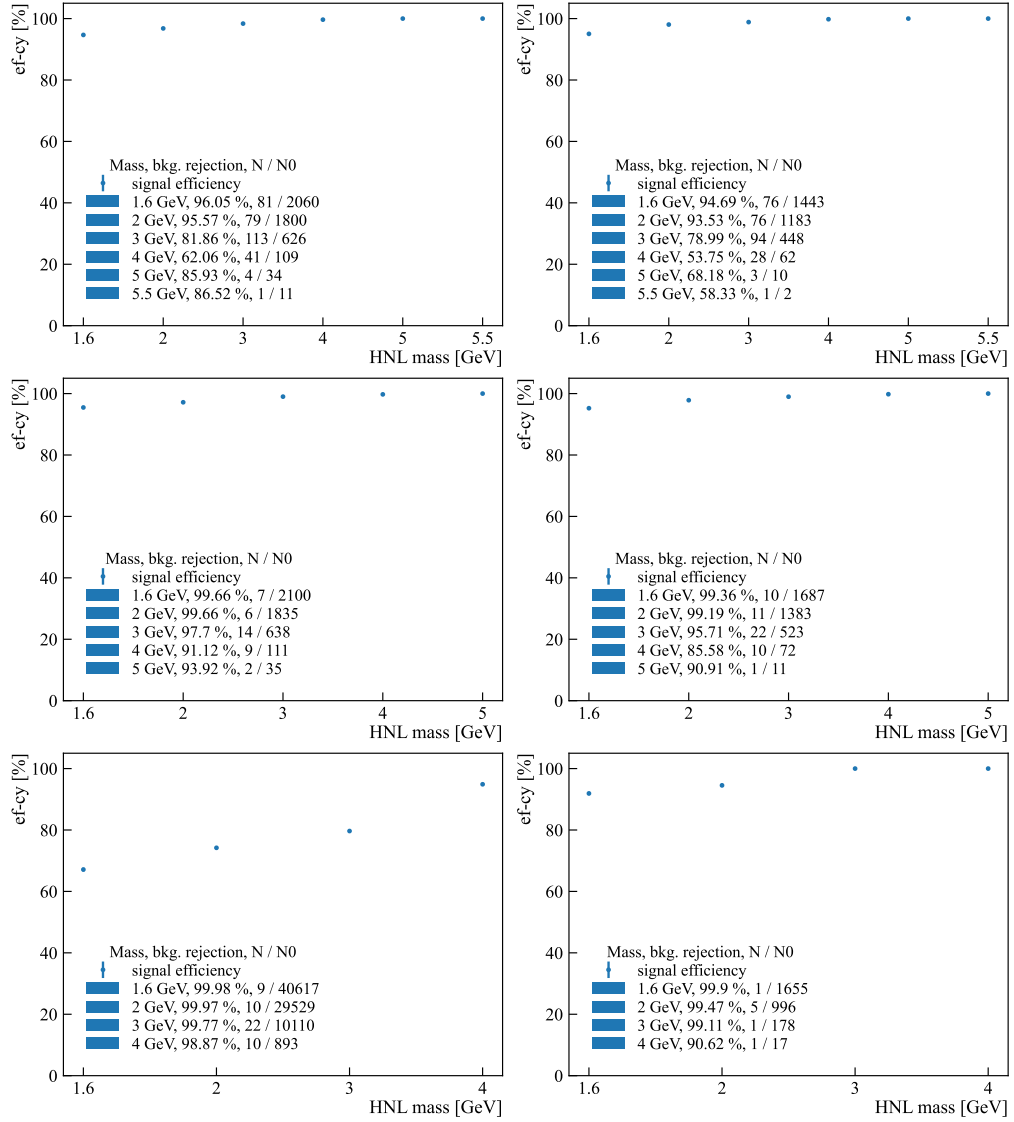 ef-cy [%]
100
80
60
40
20
0
Mass, bkg. rejection, N / N0
signal efficiency
1.6 GeV, 96.05 %, 81 / 2060
2 GeV, 95.57 %, 79 / 1800
3 GeV, 81.86 %, 113 / 626
4 GeV, 62.06 %, 41 / 109
5 GeV, 85.93 %, 4 / 34
5.5 GeV, 86.52 %, 1 / 11
1.6 2 3 4 5 5.5
HNL mass [GeV]
ef-cy [%]
100
80
60
40
20
0
Mass, bkg. rejection, N / N0
signal efficiency
1.6 GeV, 94.69 %, 76 / 1443
2 GeV, 93.53 %, 76 / 1183
3 GeV, 78.99 %, 94 / 448
4 GeV, 53.75 %, 28 / 62
5 GeV, 68.18 %, 3 / 10
5.5 GeV, 58.33 %, 1 / 2
1.6 2 3 4 5 5.5
HNL mass [GeV]
ef-cy [%]
100
80
60
40
20
0
Mass, bkg. rejection, N / N0
signal efficiency
1.6 GeV, 99.66 %, 7 / 2100
2 GeV, 99.66 %, 6 / 1835
3 GeV, 97.7 %, 14 / 638
4 GeV, 91.12 %, 9 / 111
5 GeV, 93.92 %, 2 / 35
1.6 2 3 4 5
HNL mass [GeV]
ef-cy [%]
100
80
60
40
20
0
Mass, bkg. rejection, N / N0
signal efficiency
1.6 GeV, 99.36 %, 10 / 1687
2 GeV, 99.19 %, 11 / 1383
3 GeV, 95.71 %, 22 / 523
4 GeV, 85.58 %, 10 / 72
5 GeV, 90.91 %, 1 / 11
1.6 2 3 4 5
HNL mass [GeV]
ef-cy [%]
100
80
60
40
20
0
Mass, bkg. rejection, N / N0
signal efficiency
1.6 GeV, 99.98 %, 9 / 40617
2 GeV, 99.97 %, 10 / 29529
3 GeV, 99.77 %, 22 / 10110
4 GeV, 98.87 %, 10 / 893
1.6 2 3 4
HNL mass [GeV]
ef-cy [%]
100
80
60
40
20
0
Mass, bkg. rejection, N / N0
signal efficiency
1.6 GeV, 99.9 %, 1 / 1655
2 GeV, 99.47 %, 5 / 996
3 GeV, 99.11 %, 1 / 178
4 GeV, 90.62 %, 1 / 17
1.6 2 3 4
HNL mass [GeV]